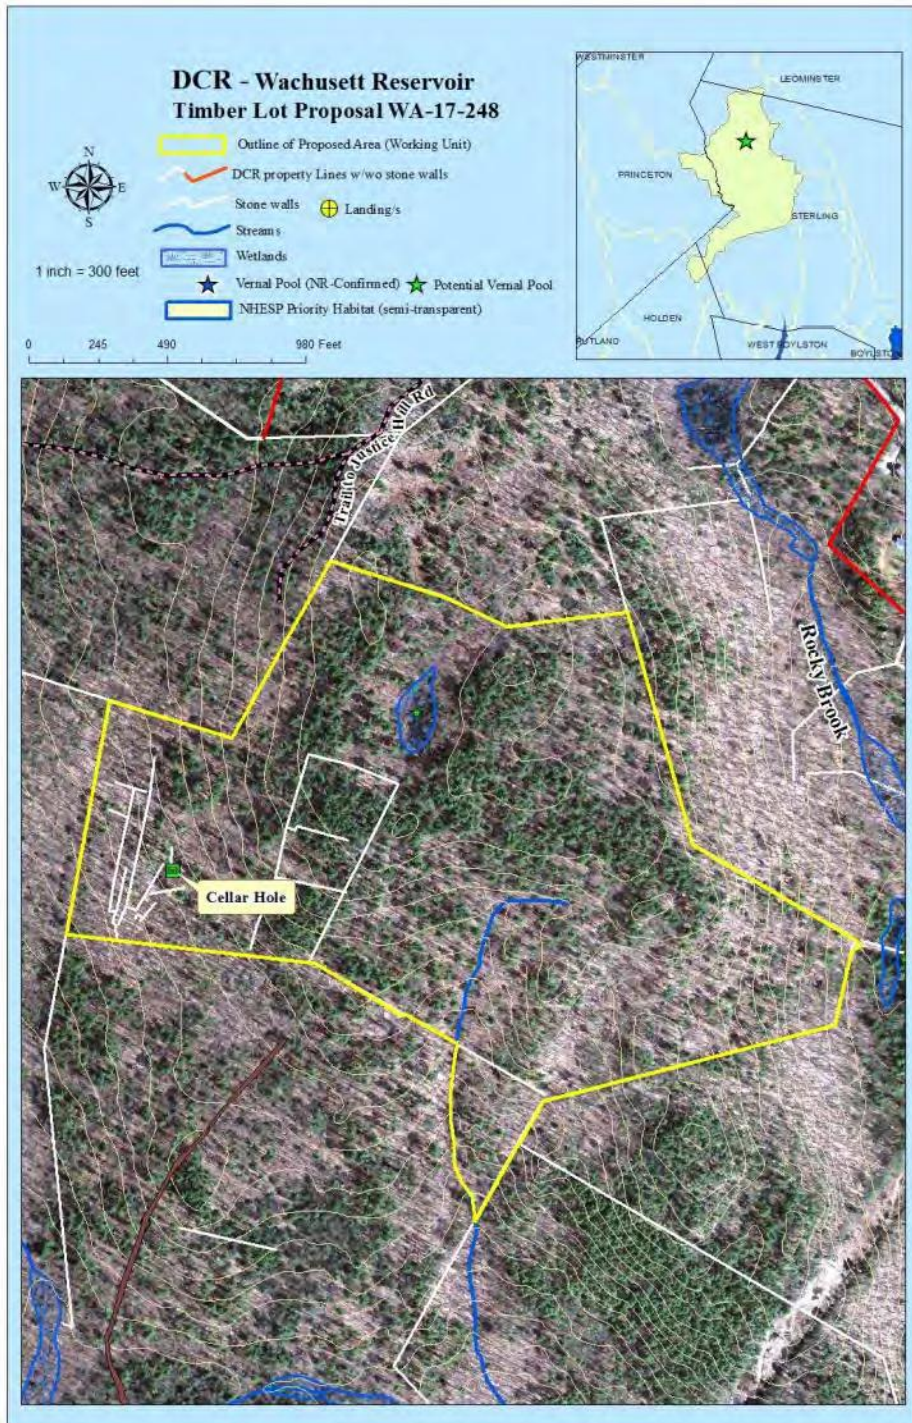 DCR - Wachusett Reservoir
Timber Lot Proposal WA-17-248
Outline of Proposed Area (Working Unit)
DCR property Lines w/wo stone walls
Stone walls
Landing/s
Streams
Wetlands
Vernal Pool (NR-Confirmed)
Potential Vernal Pool
NHESP Priority Habitat (semi-transparent)
N
W
E
S
1 inch = 300 feet
0 245 490 980 Feet
WESTMINSTER
LEOMINSTER
PRINCETON
STERLING
HOLDEN
RUTLAND
WEST BOYLSTON
BOYLSTON
Trail to Justice Hill Rd
Rocky Brook
Cellar Hole